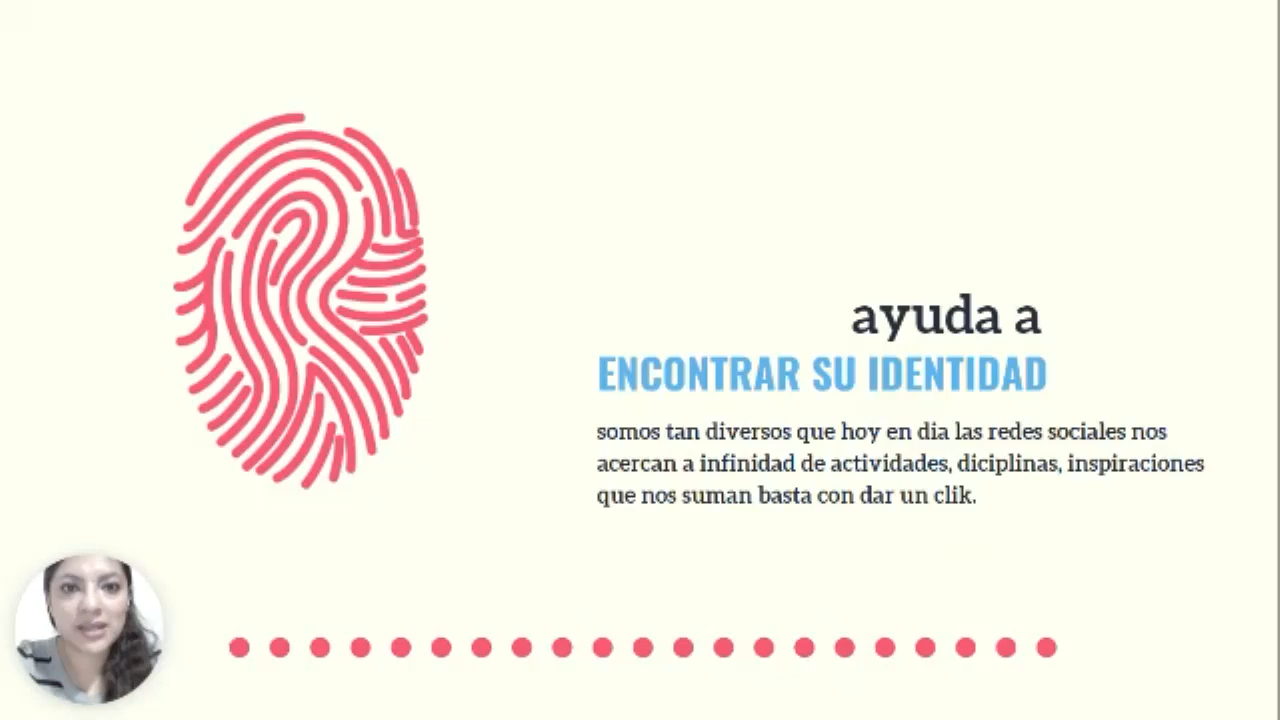 ayuda a
ENCONTRAR SU IDENTIDAD
somos tan diversos que hoy en dia las redes sociales nos
acercan a infinidad de actividades, diciplinas, inspiraciones
que nos suman basta con dar un clik.